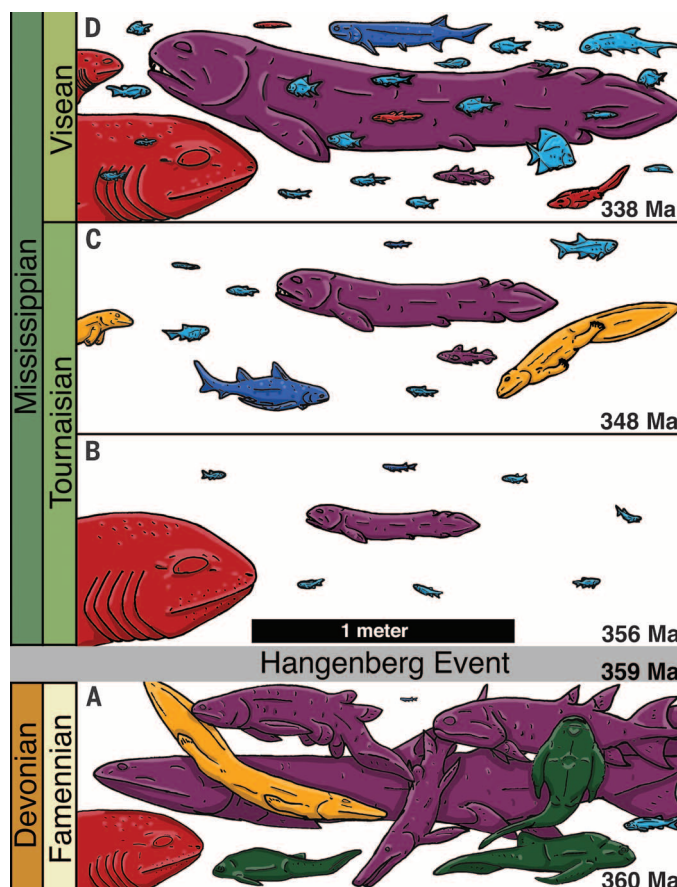 D
Visean
338 Ma
Mississippian
C
Tournaisian
348 Ma
B
1 meter
356 Ma
Hangenberg Event
359 Ma
A
Devonian
Famennian
360 Ma